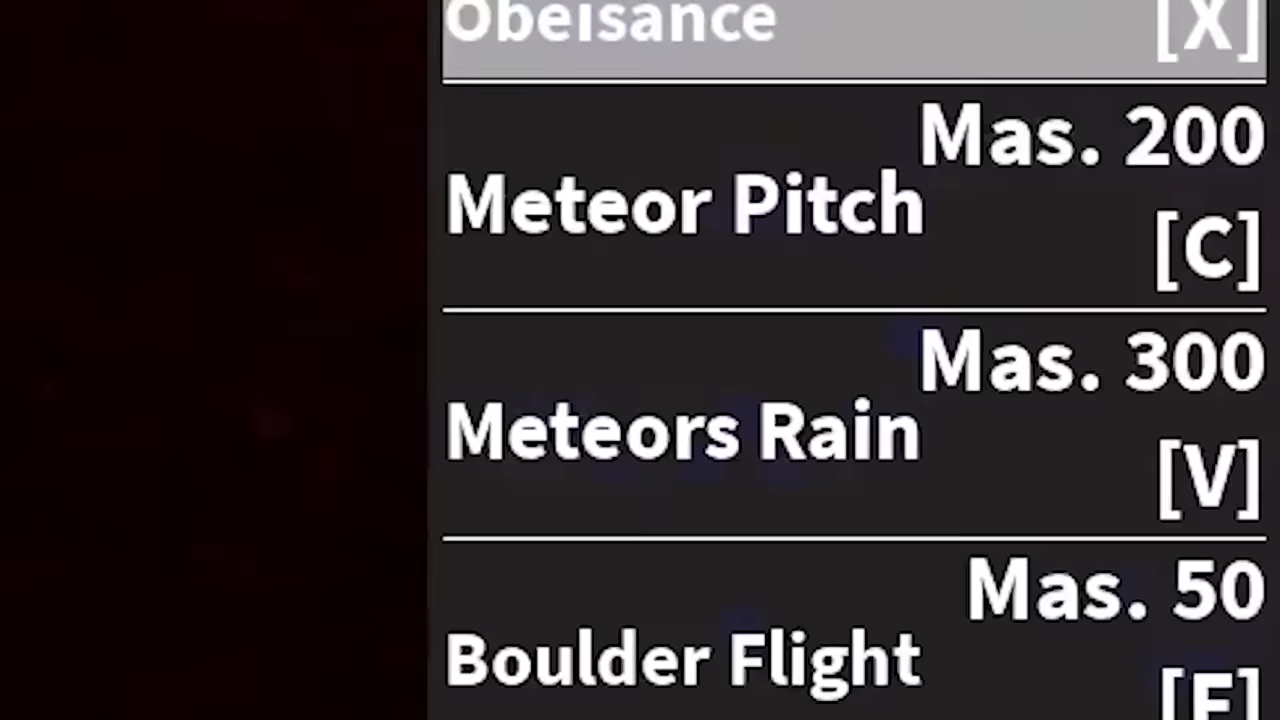 Obeisance
[X]
Mas. 200
Meteor Pitch
[C]
Mas. 300
Meteors Rain
[V]
Mas. 50
Boulder Flight
[F]